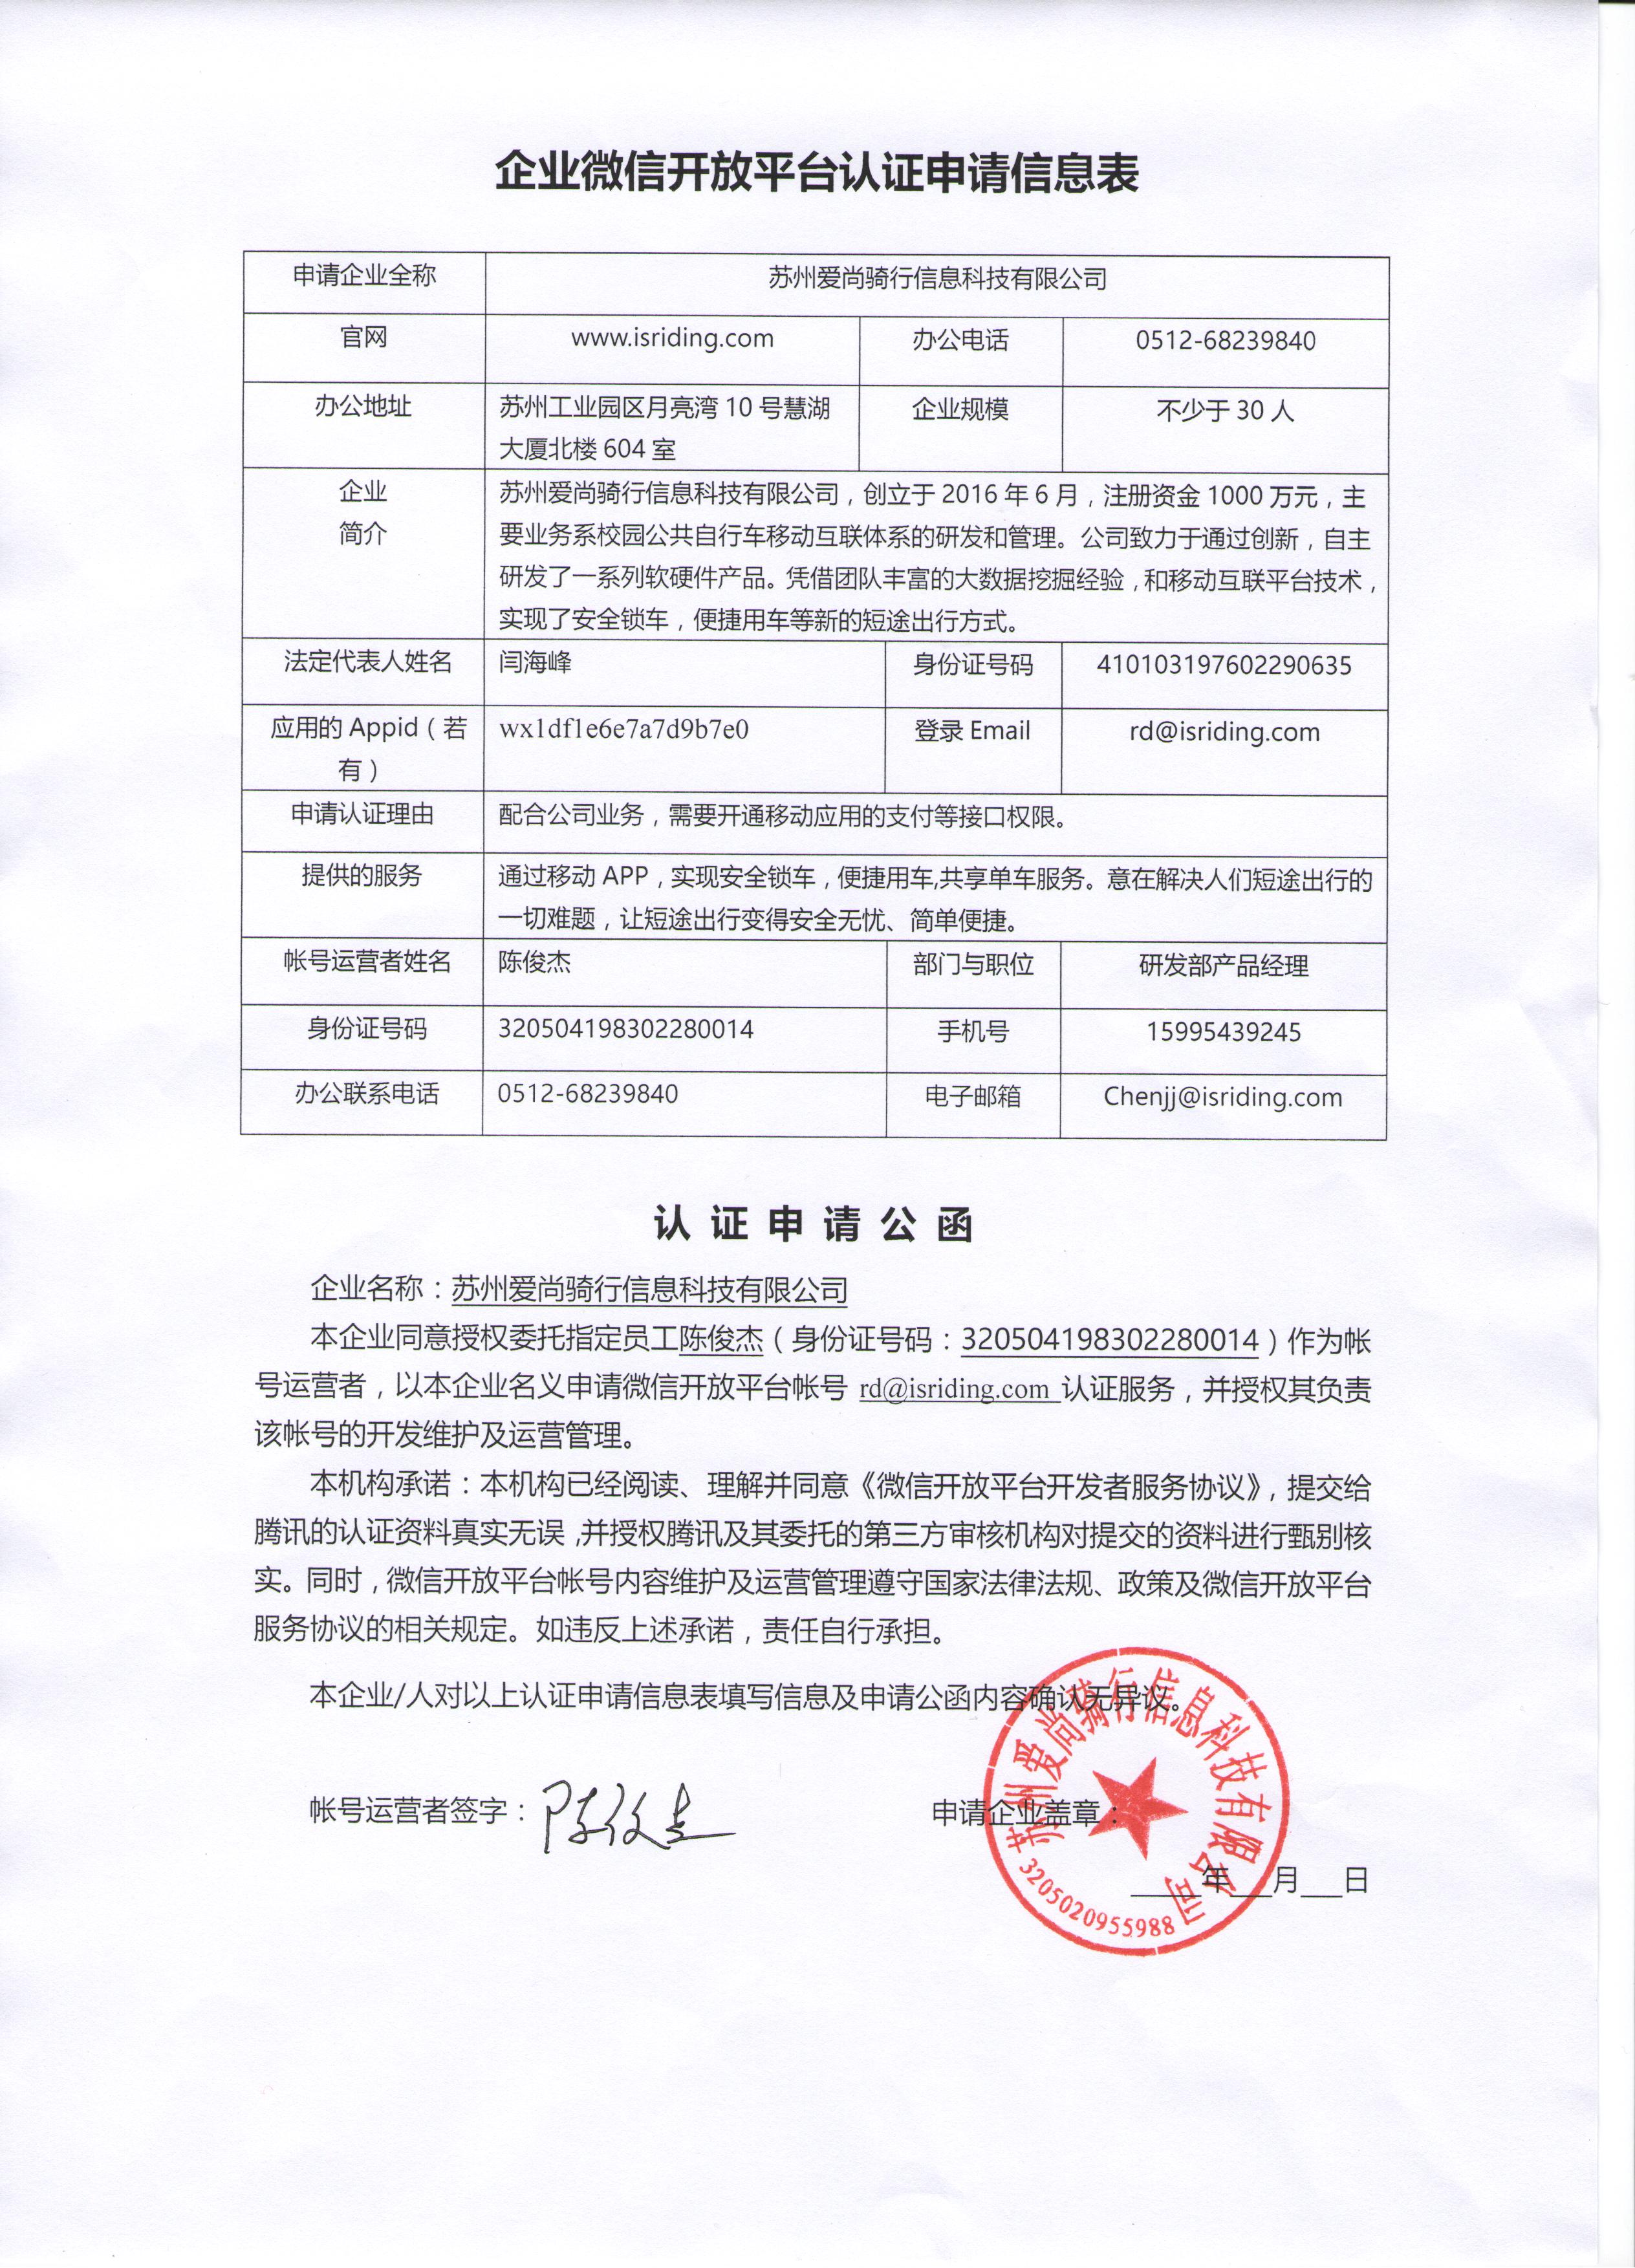 企业微信开放平台认证申请信息表
申请企业全称 苏州爱尚骑行信息科技有限公司
官网 www.isriding.com 办公电话 0512-68239840
办公地址 苏州工业园区月亮湾 10 号慧湖 企业规模 不少于 30 人
大厦北楼 604 室
企业 苏州爱尚骑行信息科技有限公司，创立于 2016 年 6 月，注册资金 1000 万元，主
简介 要业务系校园公共自行车移动互联体系的研发和管理。公司致力于通过创新，自主
研发了一系列软硬件产品。凭借团队丰富的大数据挖掘经验，和移动互联平台技术，
实现了安全锁车，便捷用车等新的短途出行方式。
法定代表人姓名 闫海峰 身份证号码 410103197602290635
应用的 Appid（若 wx1df1e6e7a7d9b7e0 登录 Email rd@isriding.com
有）
申请认证理由 配合公司业务，需要开通移动应用的支付等接口权限。
提供的服务 通过移动 APP，实现安全锁车，便捷用车,共享单车服务。意在解决人们短途出行的
一切难题，让短途出行变得安全无忧、简单便捷。
帐号运营者姓名 陈俊杰 部门与职位 研发部产品经理
身份证号码 320504198302280014 手机号 15995439245
办公联系电话 0512-68239840 电子邮箱 Chenjj@isriding.com
认 证 申 请 公 函
企业名称：苏州爱尚骑行信息科技有限公司
本企业同意授权委托指定员工陈俊杰（身份证号码：320504198302280014）作为帐
号运营者，以本企业名义申请微信开放平台帐号 rd@isriding.com 认证服务，并授权其负责
该帐号的开发维护及运营管理。
本机构承诺：本机构已经阅读、理解并同意《微信开放平台开发者服务协议》，提交给
腾讯的认证资料真实无误,并授权腾讯及其委托的第三方审核机构对提交的资料进行甄别核
实。同时，微信开放平台帐号内容维护及运营管理遵守国家法律法规、政策及微信开放平台
服务协议的相关规定。如违反上述承诺，责任自行承担。
本企业/人对以上认证申请信息表填写信息及申请公函内容确认无异议。
帐号运营者签字：陈俊杰 申请企业盖章：
____年___月___日
苏州爱尚骑行信息科技有限公司
3205020955988